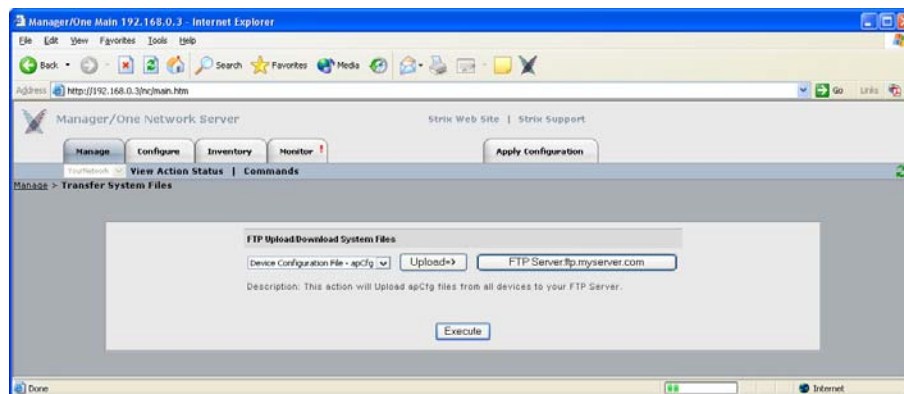 Manager/One Main 192.168.0.3 - Internet Explorer
File Edit View Favorites Tools Help
Back Search Favorites Media
Address http://192.168.0.3/nc/main.htm Go Links
Manager/One Network Server Strix Web Site | Strix Support
Manage Configure Inventory Monitor ! Apply Configuration
YourNetwork View Action Status | Commands
Manage > Transfer System Files
FTP Upload/Download System Files
Device Configuration File - apCfg Upload=> FTP Server:ftp.myserver.com
Description: This action will Upload apCfg files from all devices to your FTP Server.
Execute
Done Internet